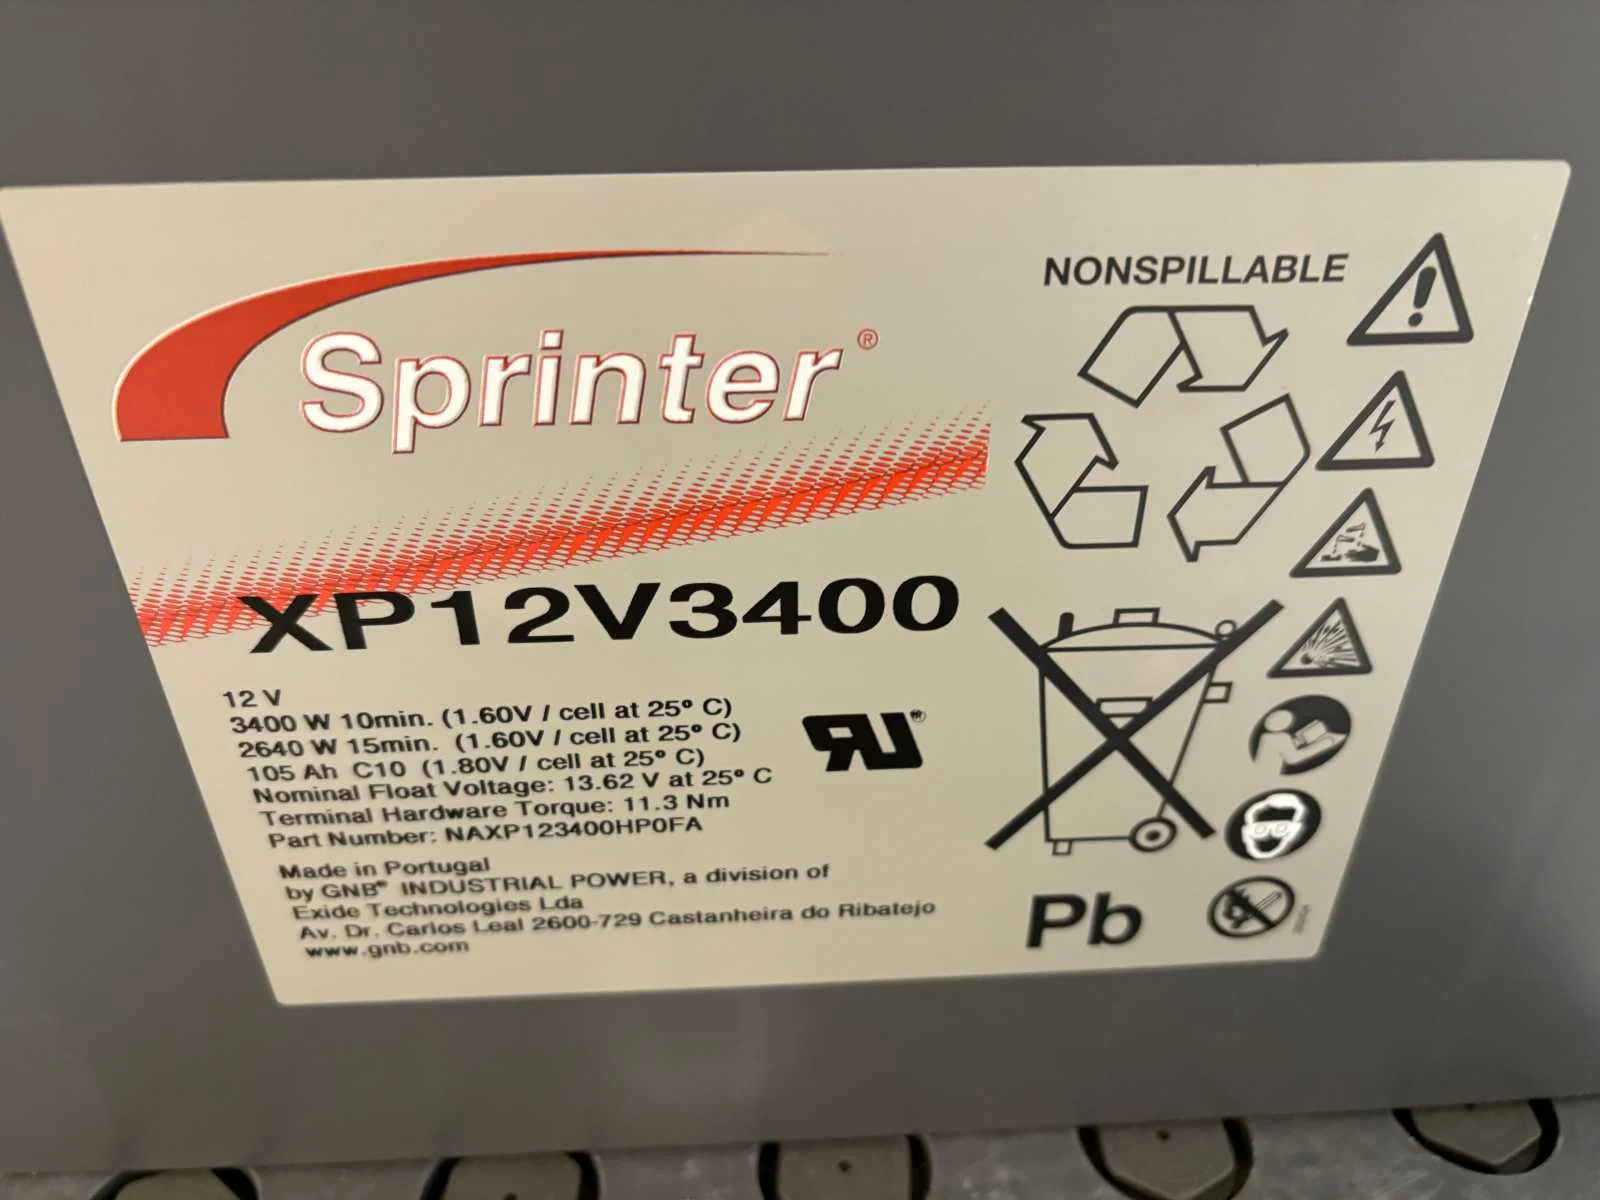 Sprinter®
NONSPILLABLE
XP12V3400
12 V
3400 W 10min. (1.60V / cell at 25° C)
2640 W 15min. (1.60V / cell at 25° C)
105 Ah C10 (1.80V / cell at 25° C)
Nominal Float Voltage: 13.62 V at 25° C
Terminal Hardware Torque: 11.3 Nm
Part Number: NAXP123400HP0FA
Made in Portugal
by GNB® INDUSTRIAL POWER, a division of
Exide Technologies Lda
Av. Dr. Carlos Leal 2600-729 Castanheira do Ribatejo
www.gnb.com
RU®
Pb